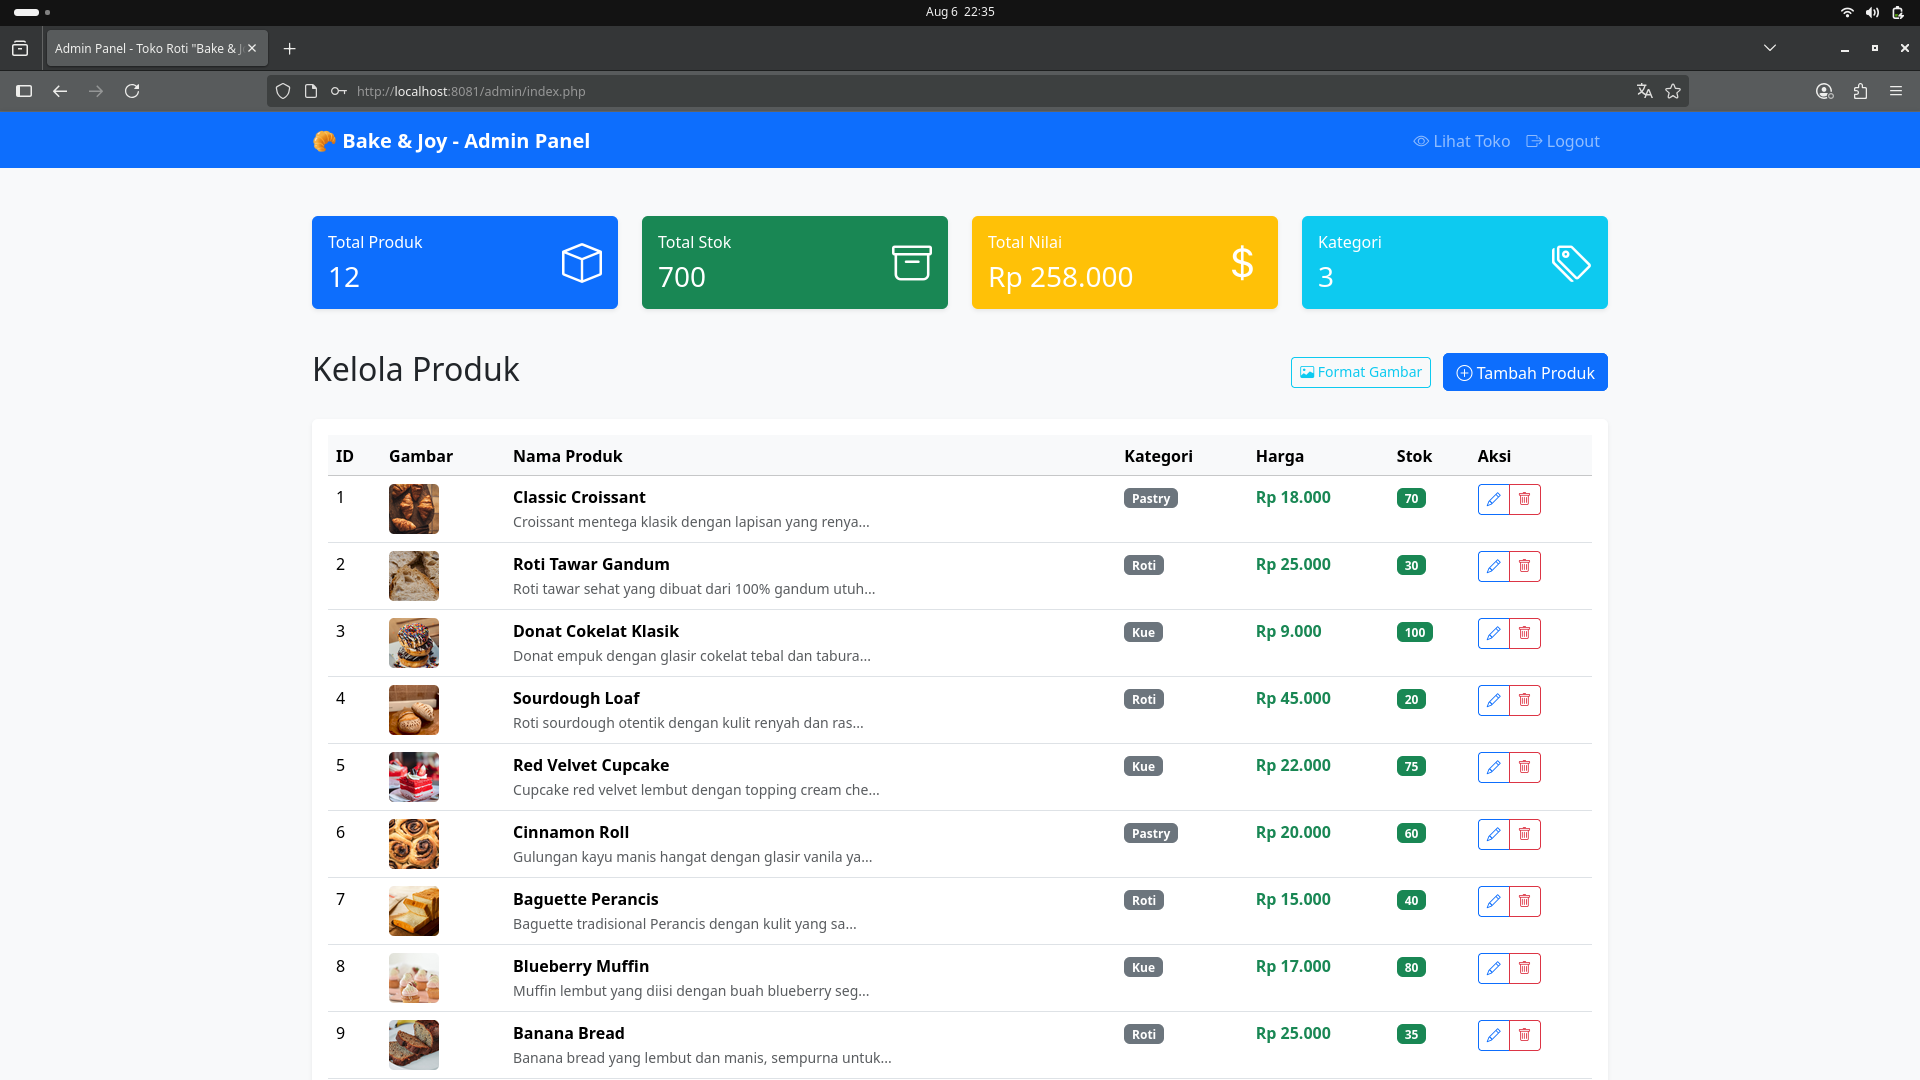 Aug 6 22:35
Admin Panel - Toko Roti "Bake & J
http://localhost:8081/admin/index.php
Bake & Joy - Admin Panel
Lihat Toko
Logout
Total Produk
12
Total Stok
700
Total Nilai
Rp 258.000
Kategori
3
Kelola Produk
Format Gambar
Tambah Produk
ID Gambar Nama Produk Kategori Harga Stok Aksi
1 Classic Croissant Pastry Rp 18.000 70
Croissant mentega klasik dengan lapisan yang renya...
2 Roti Tawar Gandum Roti Rp 25.000 30
Roti tawar sehat yang dibuat dari 100% gandum utuh...
3 Donat Cokelat Klasik Kue Rp 9.000 100
Donat empuk dengan glasir cokelat tebal dan tabura...
4 Sourdough Loaf Roti Rp 45.000 20
Roti sourdough otentik dengan kulit renyah dan ras...
5 Red Velvet Cupcake Kue Rp 22.000 75
Cupcake red velvet lembut dengan topping cream che...
6 Cinnamon Roll Pastry Rp 20.000 60
Gulungan kayu manis hangat dengan glasir vanila ya...
7 Baguette Perancis Roti Rp 15.000 40
Baguette tradisional Perancis dengan kulit yang sa...
8 Blueberry Muffin Kue Rp 17.000 80
Muffin lembut yang diisi dengan buah blueberry seg...
9 Banana Bread Roti Rp 25.000 35
Banana bread yang lembut dan manis, sempurna untuk...